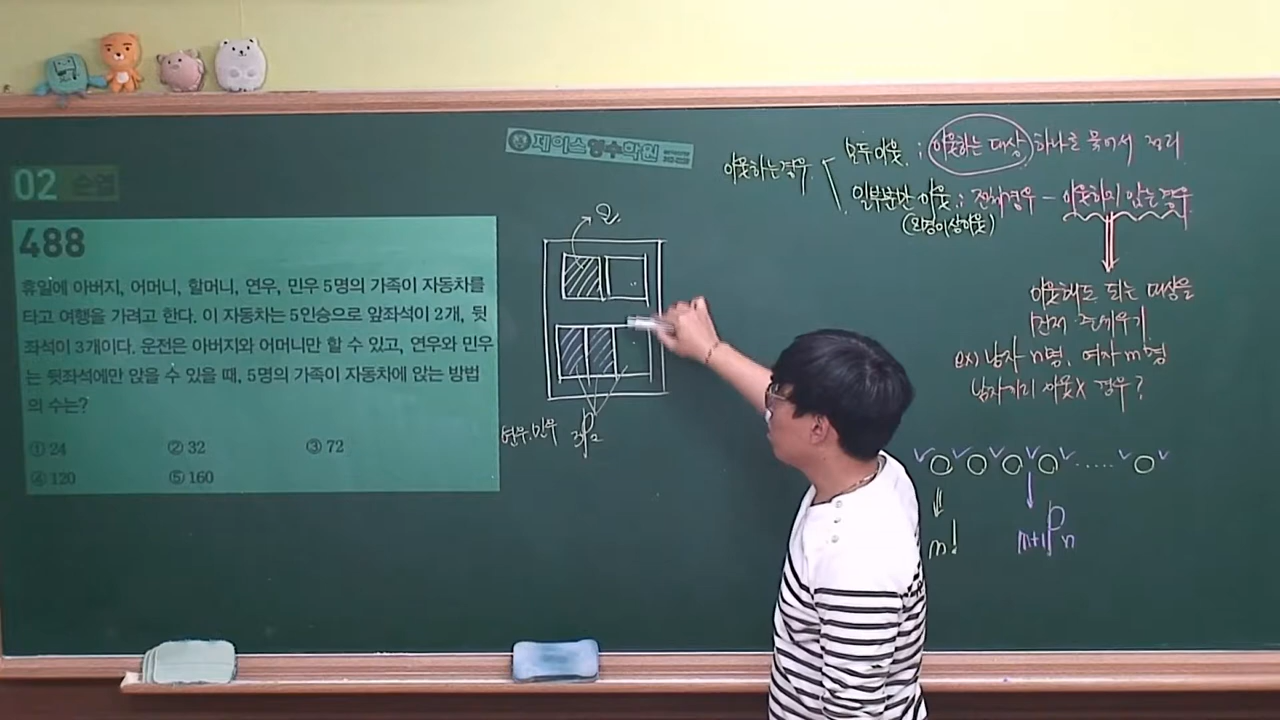 02 순열
488
휴일에 아버지, 어머니, 할머니, 연우, 민우 5명의 가족이 자동차를
타고 여행을 가려고 한다. 이 자동차는 5인승으로 앞좌석이 2개, 뒷
좌석이 3개이다. 운전은 아버지와 어머니만 할 수 있고, 연우와 민우
는 뒷좌석에만 앉을 수 있을 때, 5명의 가족이 자동차에 앉는 방법
의 수는?
① 24 ② 32 ③ 72
④ 120 ⑤ 160
제이스영수학원
2
연우, 민우 3P2
이웃하는 경우
모두 이웃 : 이웃하는 대상 하나로 묶어서 정리
일부분만 이웃 : 전체경우 - 이웃하지 않는 경우
이웃해도 되는 대상을
먼저 줄세우기
ex) 남자 n명, 여자 m명
남자끼리 이웃X 경우?
m!
m+1Pn